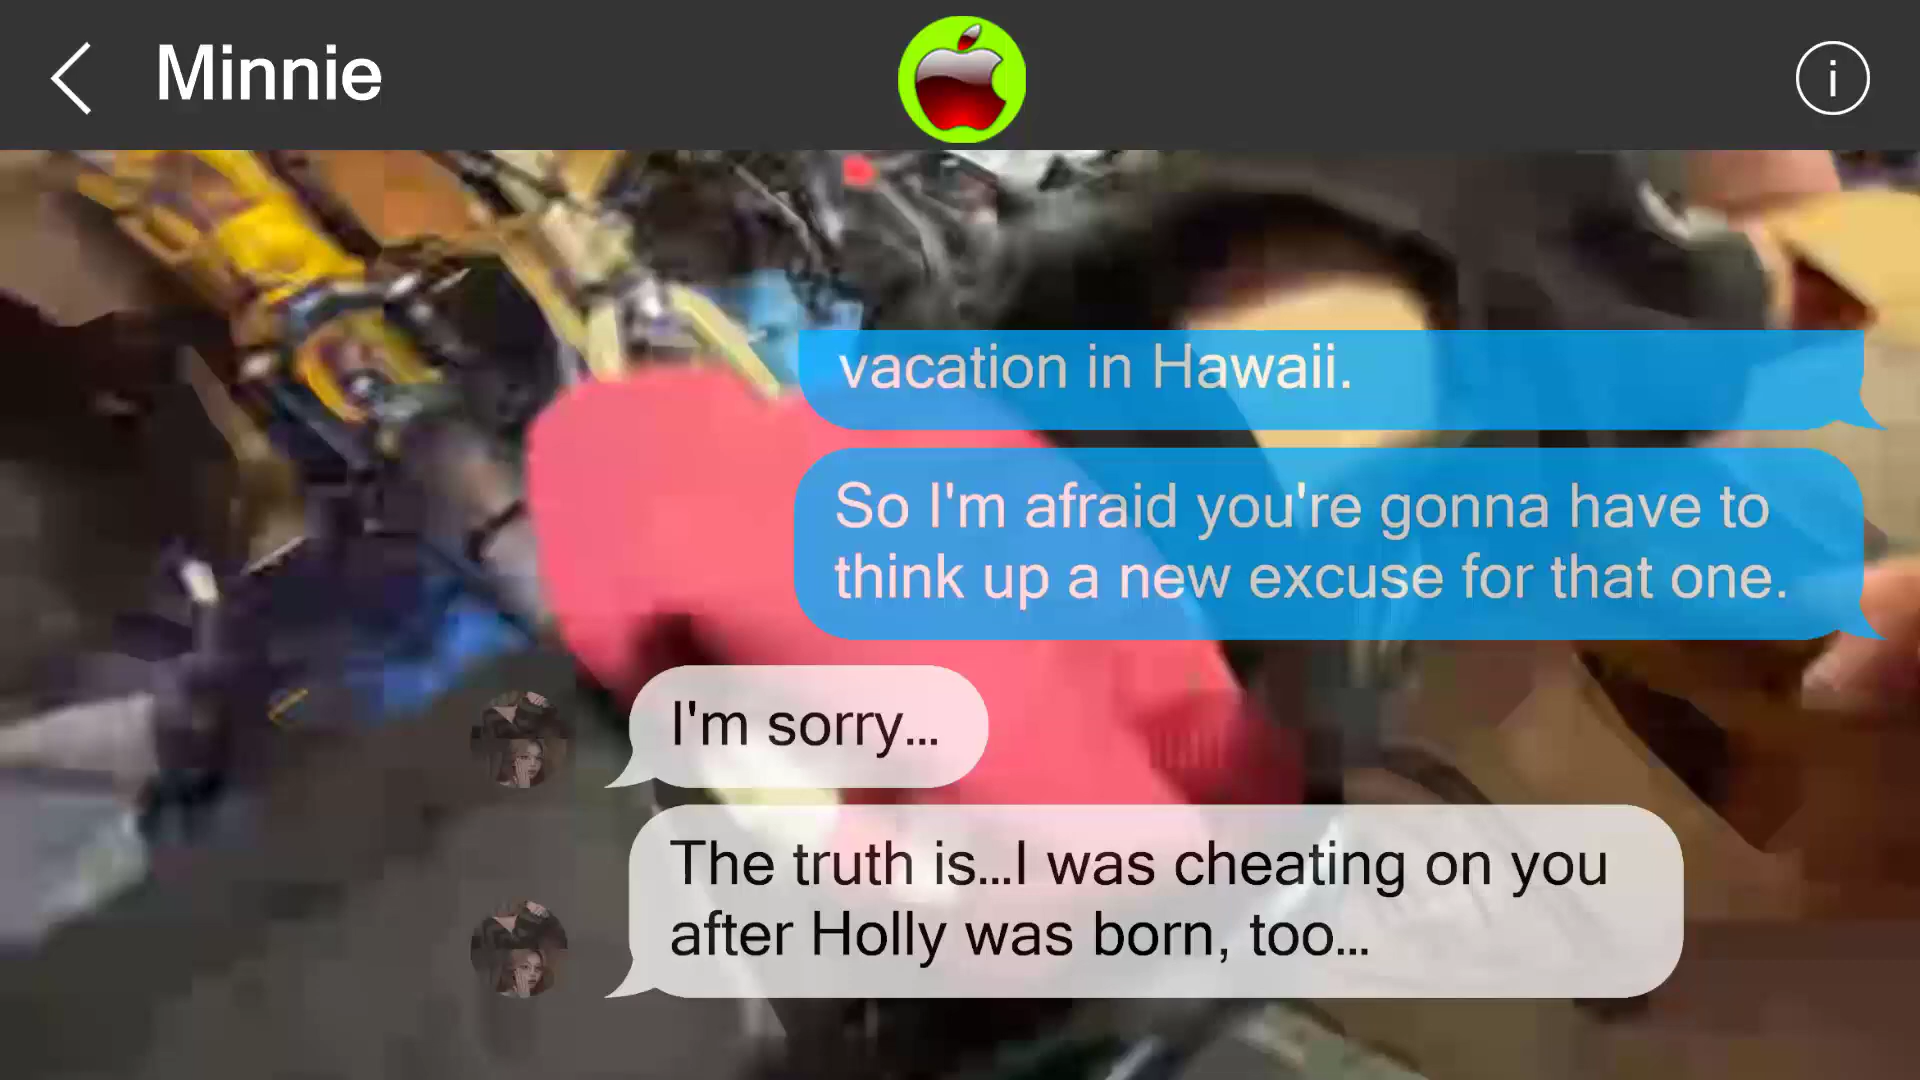 Minnie
vacation in Hawaii.
So I'm afraid you're gonna have to
think up a new excuse for that one.
I'm sorry...
The truth is...I was cheating on you
after Holly was born, too...